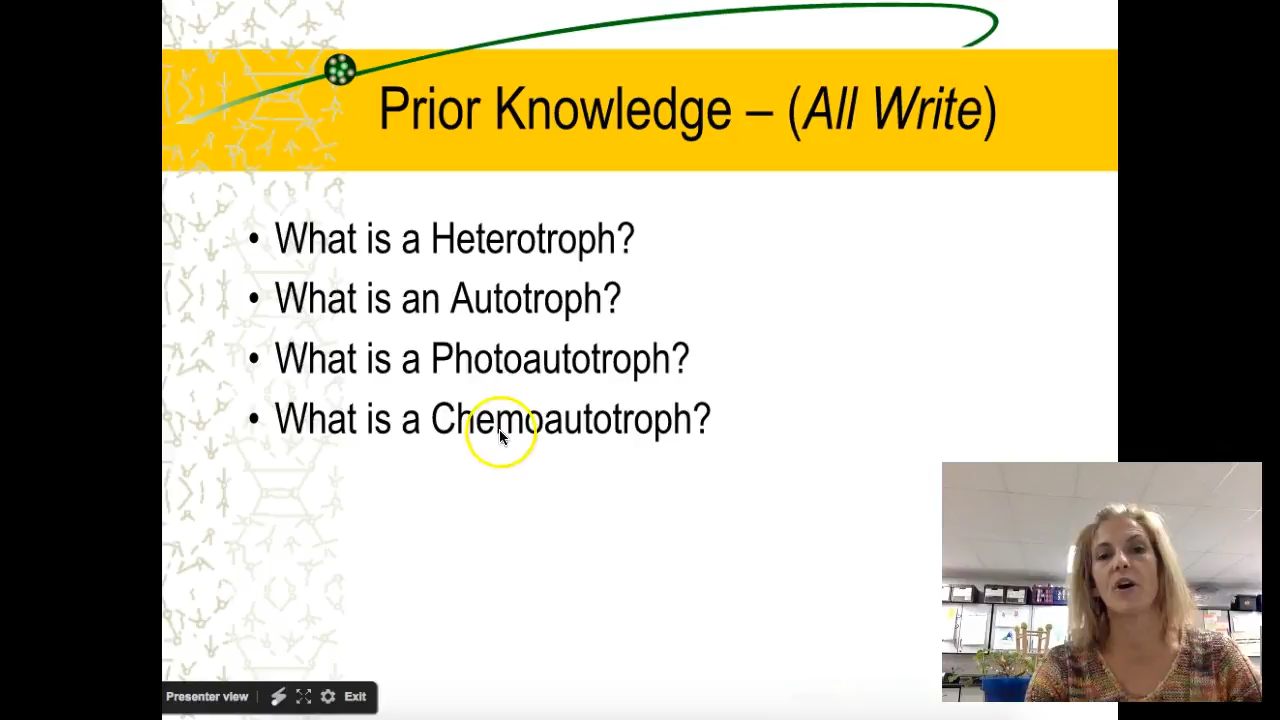 Prior Knowledge – (All Write)
• What is a Heterotroph?
• What is an Autotroph?
• What is a Photoautotroph?
• What is a Chemoautotroph?
Presenter view
Exit